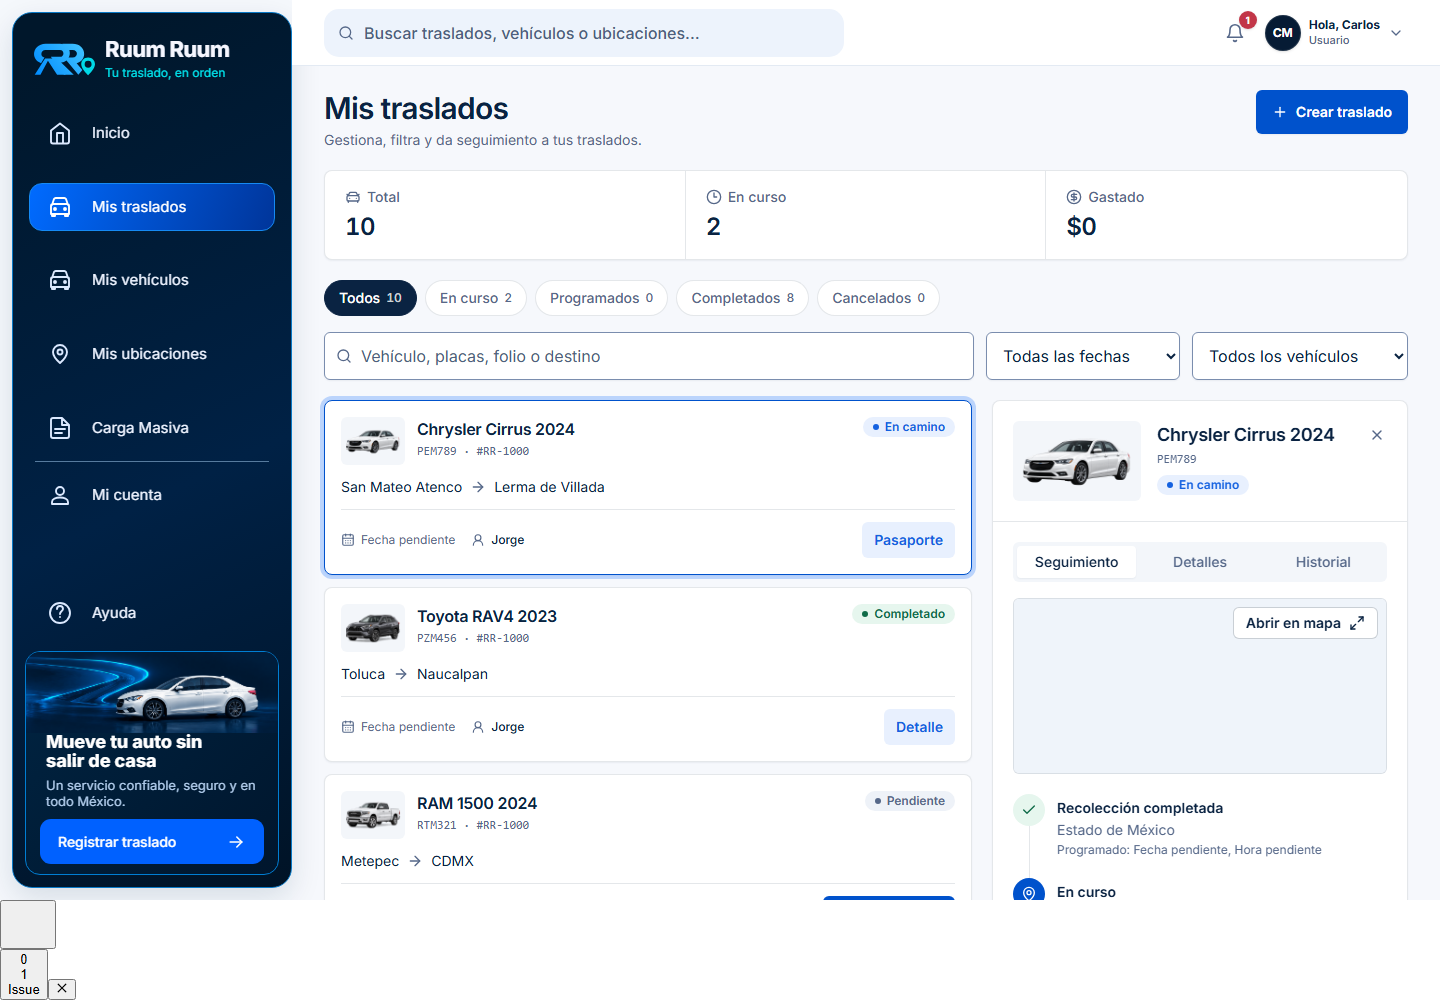 Ruum Ruum
Tu traslado, en orden
Inicio
Mis traslados
Mis vehículos
Mis ubicaciones
Carga Masiva
Mi cuenta
Ayuda
Mueve tu auto sin
salir de casa
Un servicio confiable, seguro y en
todo México.
Registrar traslado
Buscar traslados, vehículos o ubicaciones...
1
CM
Hola, Carlos
Usuario
Mis traslados
Gestiona, filtra y da seguimiento a tus traslados.
Crear traslado
Total
10
En curso
2
Gastado
$0
Todos 10
En curso 2
Programados 0
Completados 8
Cancelados 0
Vehículo, placas, folio o destino
Todas las fechas
Todos los vehículos
Chrysler Cirrus 2024
En camino
PEM789 · #RR-1000
San Mateo Atenco → Lerma de Villada
Fecha pendiente
Jorge
Pasaporte
Toyota RAV4 2023
Completado
PZM456 · #RR-1000
Toluca → Naucalpan
Fecha pendiente
Jorge
Detalle
RAM 1500 2024
Pendiente
RTM321 · #RR-1000
Metepec → CDMX
Chrysler Cirrus 2024
PEM789
En camino
Seguimiento
Detalles
Historial
Abrir en mapa
Recolección completada
Estado de México
Programado: Fecha pendiente, Hora pendiente
En curso
0
1
Issue